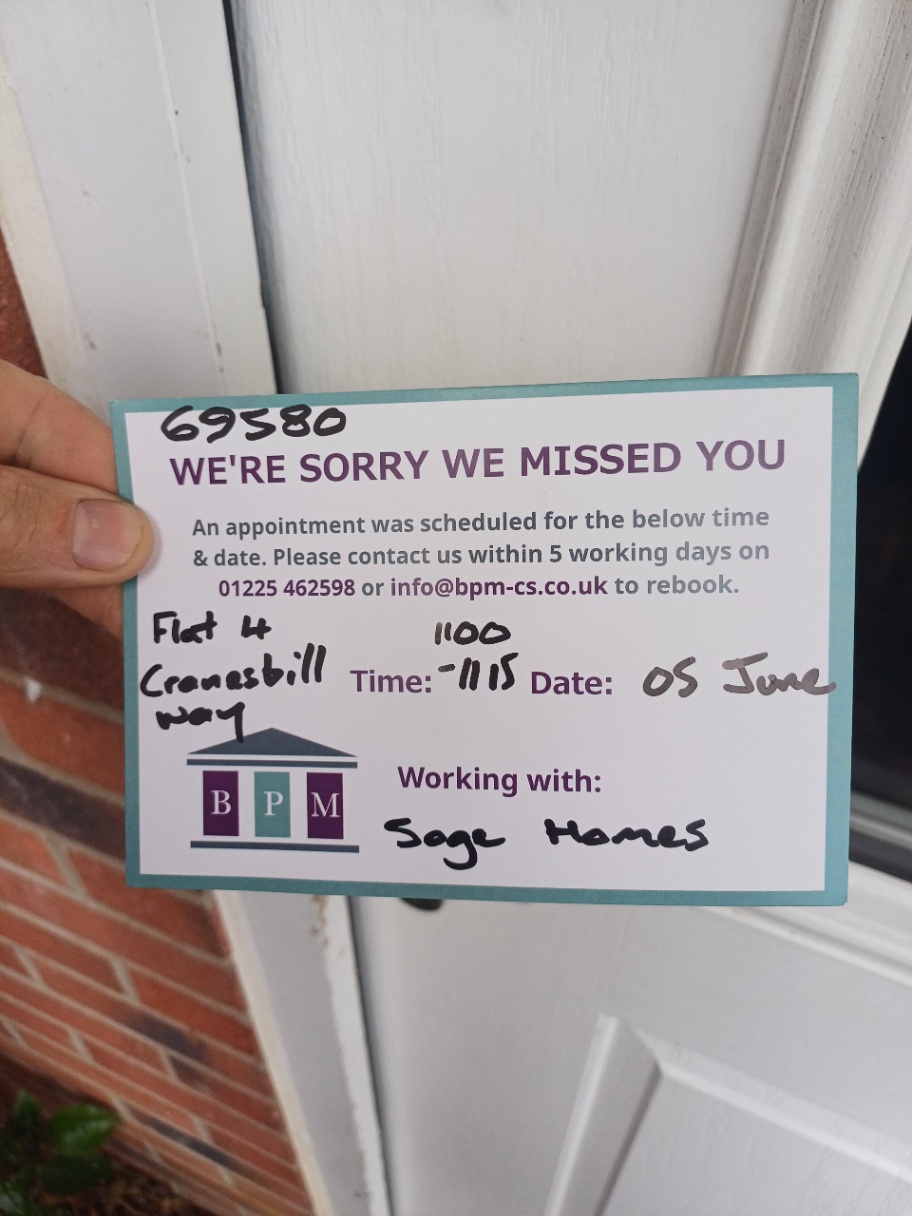 69580
WE'RE SORRY WE MISSED YOU
An appointment was scheduled for the below time
& date. Please contact us within 5 working days on
01225 462598 or info@bpm-cs.co.uk to rebook.
Flat 4
Cranesbill
way
1100
Time: -1115 Date: 05 June
B P M
Working with:
Sage Homes